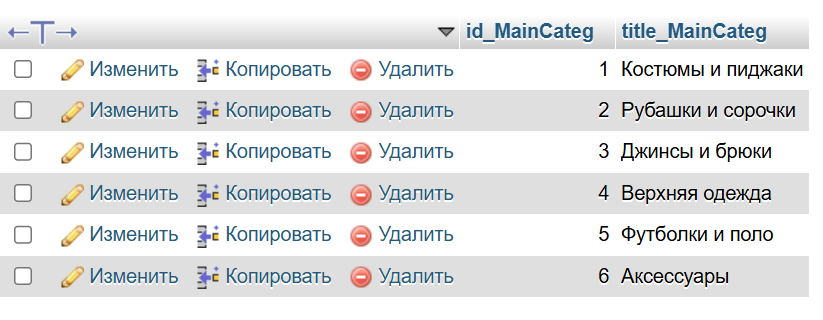 id_MainCateg title_MainCateg
Изменить Копировать Удалить 1 Костюмы и пиджаки
Изменить Копировать Удалить 2 Рубашки и сорочки
Изменить Копировать Удалить 3 Джинсы и брюки
Изменить Копировать Удалить 4 Верхняя одежда
Изменить Копировать Удалить 5 Футболки и поло
Изменить Копировать Удалить 6 Аксессуары